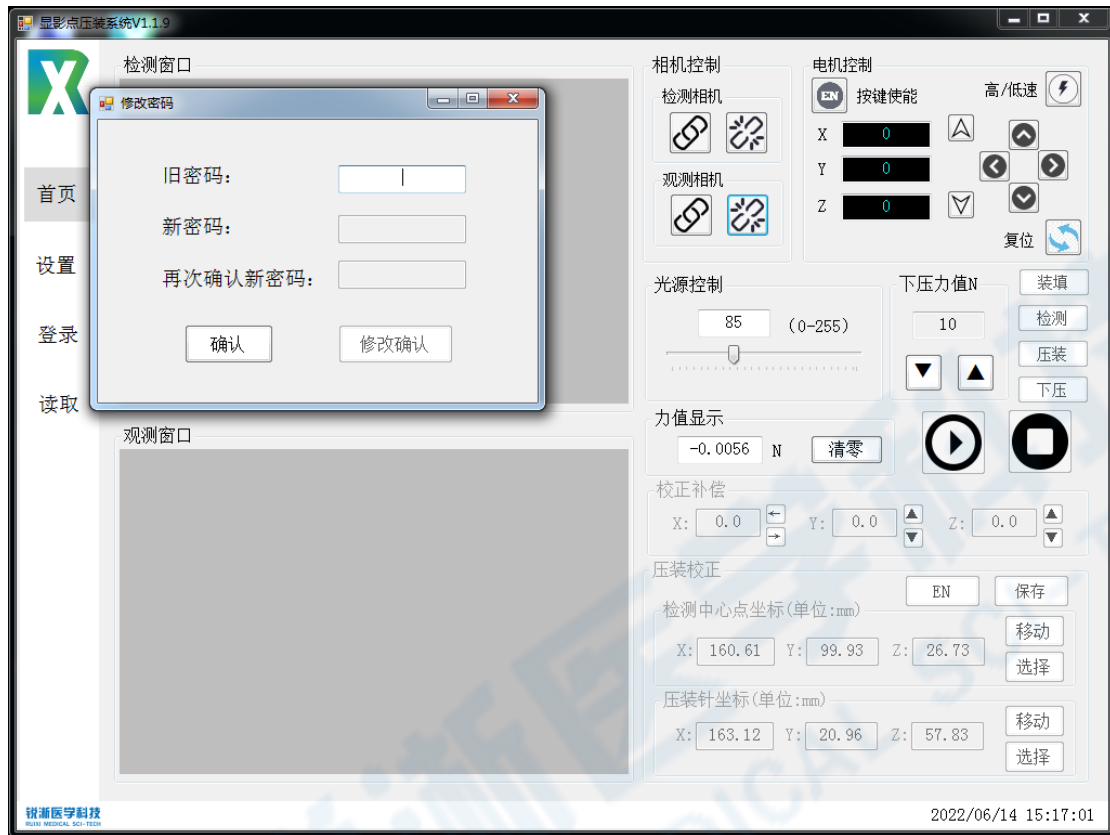 显影点压装系统V1.1.9
首页
设置
登录
读取
检测窗口
修改密码
旧密码：
新密码：
再次确认新密码：
确认
修改确认
观测窗口
相机控制
检测相机
观测相机
电机控制
EN 按键使能
高/低速
X 0
Y 0
Z 0
复位
光源控制
85 (0-255)
下压力值N
10
装填
检测
压装
下压
力值显示
-0.0056 N 清零
校正补偿
X: 0.0 Y: 0.0 Z: 0.0
压装校正
EN 保存
检测中心点坐标(单位:mm)
X: 160.61 Y: 99.93 Z: 26.73
移动
选择
压装针坐标(单位:mm)
X: 163.12 Y: 20.96 Z: 57.83
移动
选择
锐浙医学科技
RUIXI MEDICAL SCI-TECH
2022/06/14 15:17:01